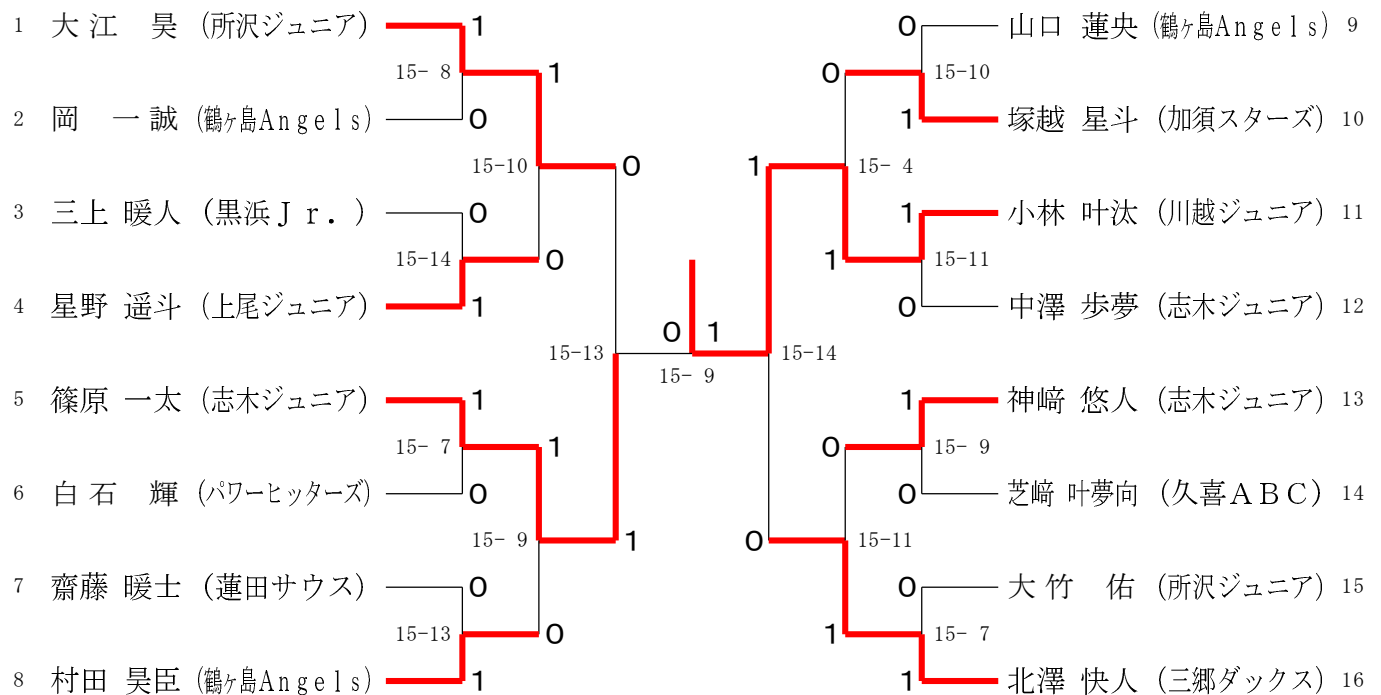 1 大江 昊 (所沢ジュニア) 1
15- 8 1
2 岡 一誠 (鶴ヶ島Angels) 0
15-10 0
3 三上 暖人 (黒浜Jr.) 0
15-14 0
4 星野 遥斗 (上尾ジュニア) 1
15-13
5 篠原 一太 (志木ジュニア) 1
15- 7 1
6 白石 輝 (パワーヒッターズ) 0
15- 9 1
7 齋藤 暖士 (蓮田サウス) 0
15-13 0
8 村田 昊臣 (鶴ヶ島Angels) 1
0 1
15- 9
0 山口 蓮央 (鶴ヶ島Angels) 9
0 15-10
1 塚越 星斗 (加須スターズ) 10
1 15- 4
1 小林 叶汰 (川越ジュニア) 11
1 15-11
0 中澤 歩夢 (志木ジュニア) 12
15-14
1 神﨑 悠人 (志木ジュニア) 13
0 15- 9
0 芝﨑 叶夢向 (久喜ABC) 14
0 15-11
0 大竹 佑 (所沢ジュニア) 15
1 15- 7
1 北澤 快人 (三郷ダックス) 16